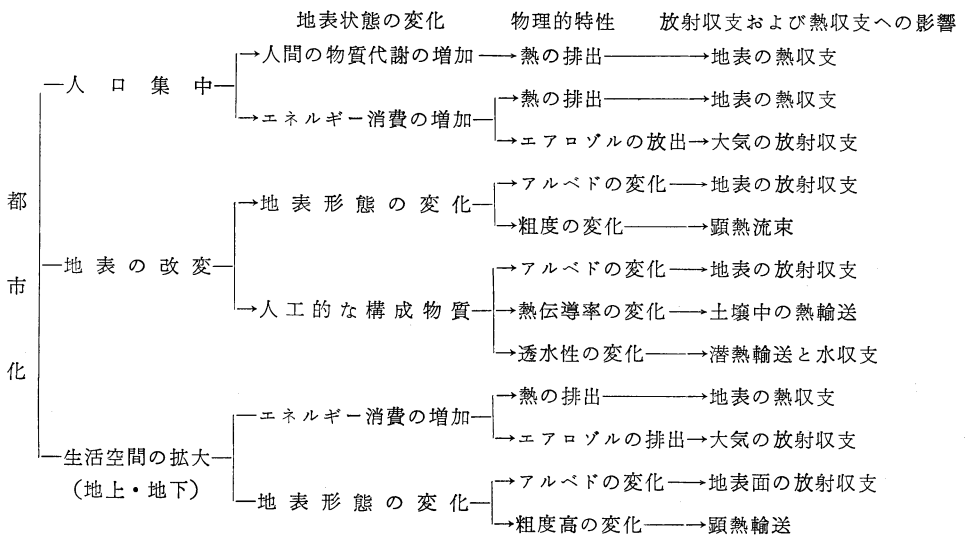 地表状態の変化 物理的特性 放射収支および熱収支への影響
都市化
人口集中
人間の物質代謝の増加 熱の排出 地表の熱収支
エネルギー消費の増加
熱の排出 地表の熱収支
エアロゾルの放出 大気の放射収支
地表の改変
地表形態の変化
アルベドの変化 地表の放射収支
粗度の変化 顕熱流束
人工的な構成物質
アルベドの変化 地表の放射収支
熱伝導率の変化 土壌中の熱輸送
透水性の変化 潜熱輸送と水収支
生活空間の拡大
(地上・地下)
エネルギー消費の増加
熱の排出 地表の熱収支
エアロゾルの排出 大気の放射収支
地表形態の変化
アルベドの変化 地表面の放射収支
粗度高の変化 顕熱輸送